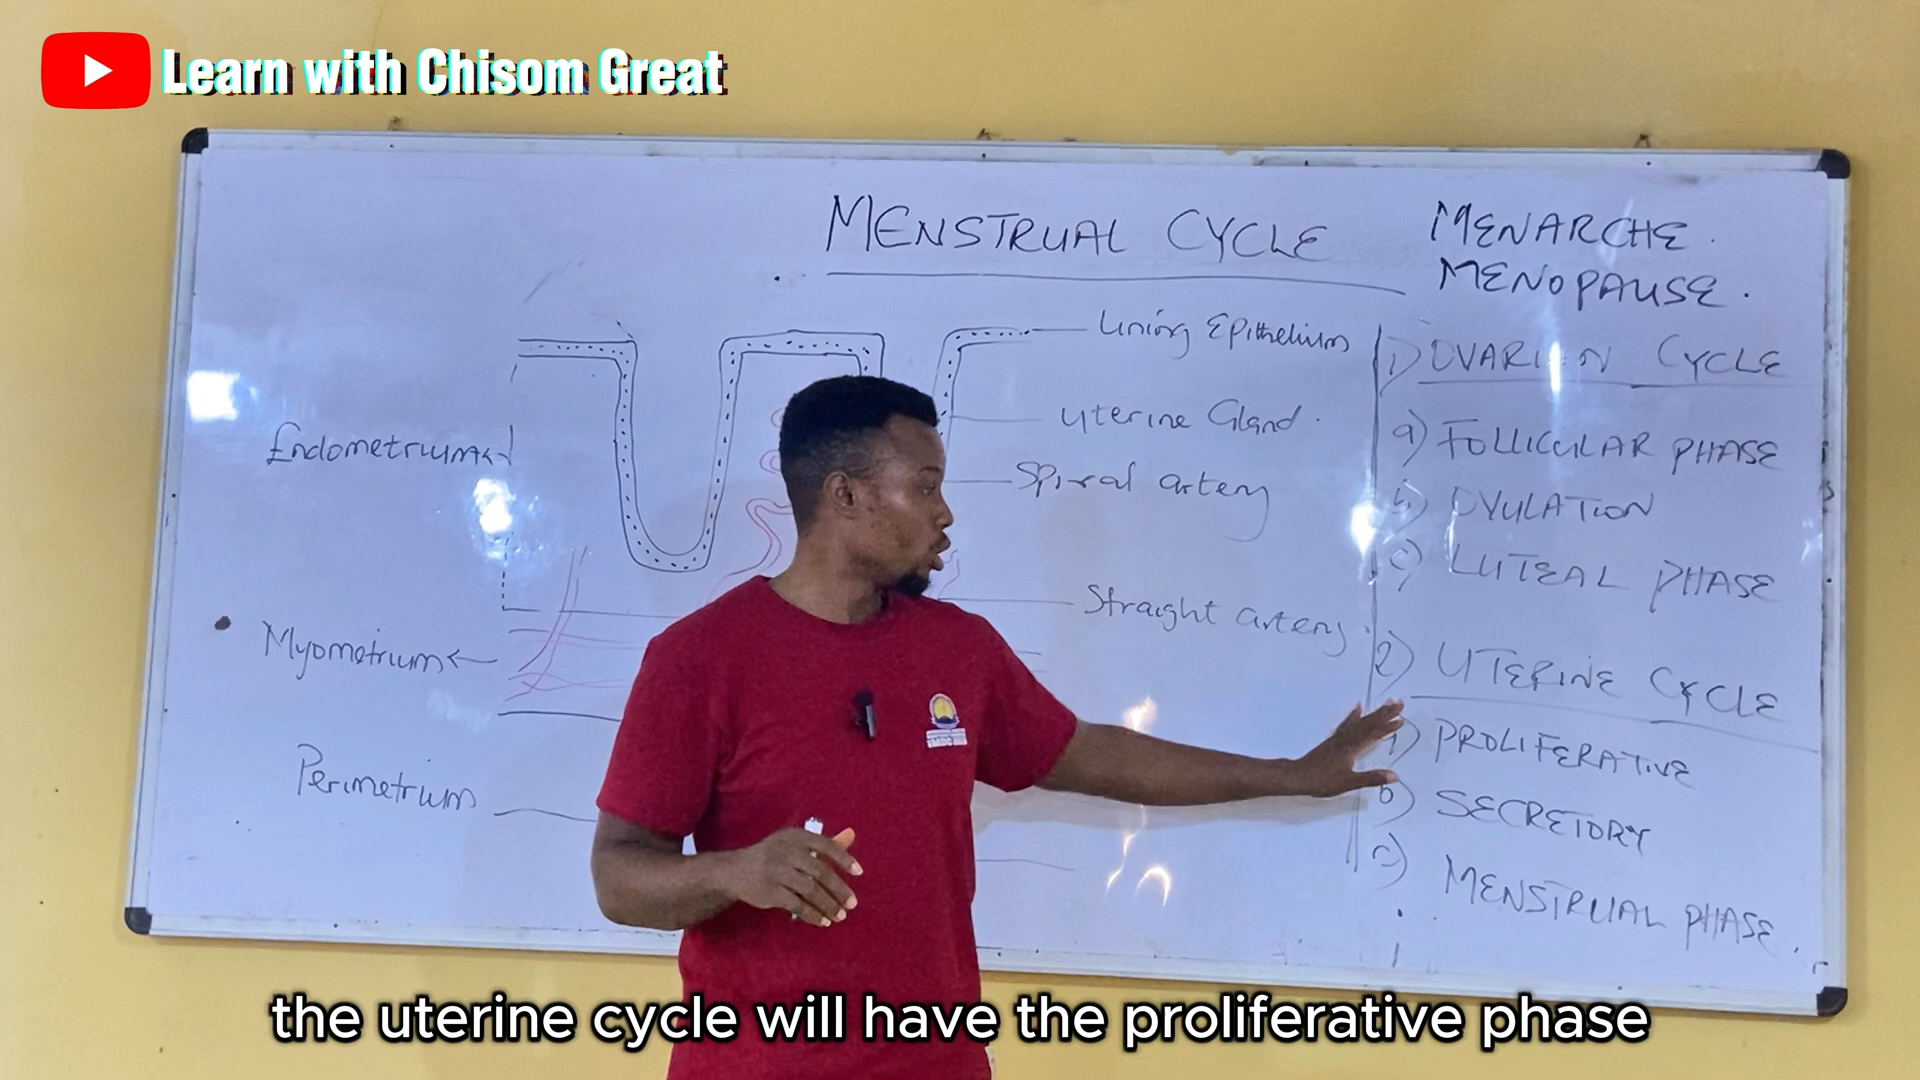 Learn with Chisom Great
MENSTRUAL CYCLE
MENARCHE.
MENOPAUSE.
Lining Epithelium
Uterine Gland.
Spiral artery
Straight artery.
Endometrium
Myometrium
Perimetrium
1) OVARIAN CYCLE
a) FOLLICULAR PHASE
b) OVULATION
c) LUTEAL PHASE
2) UTERINE CYCLE
a) PROLIFERATIVE
b) SECRETORY
c) MENSTRUAL PHASE.
the uterine cycle will have the proliferative phase